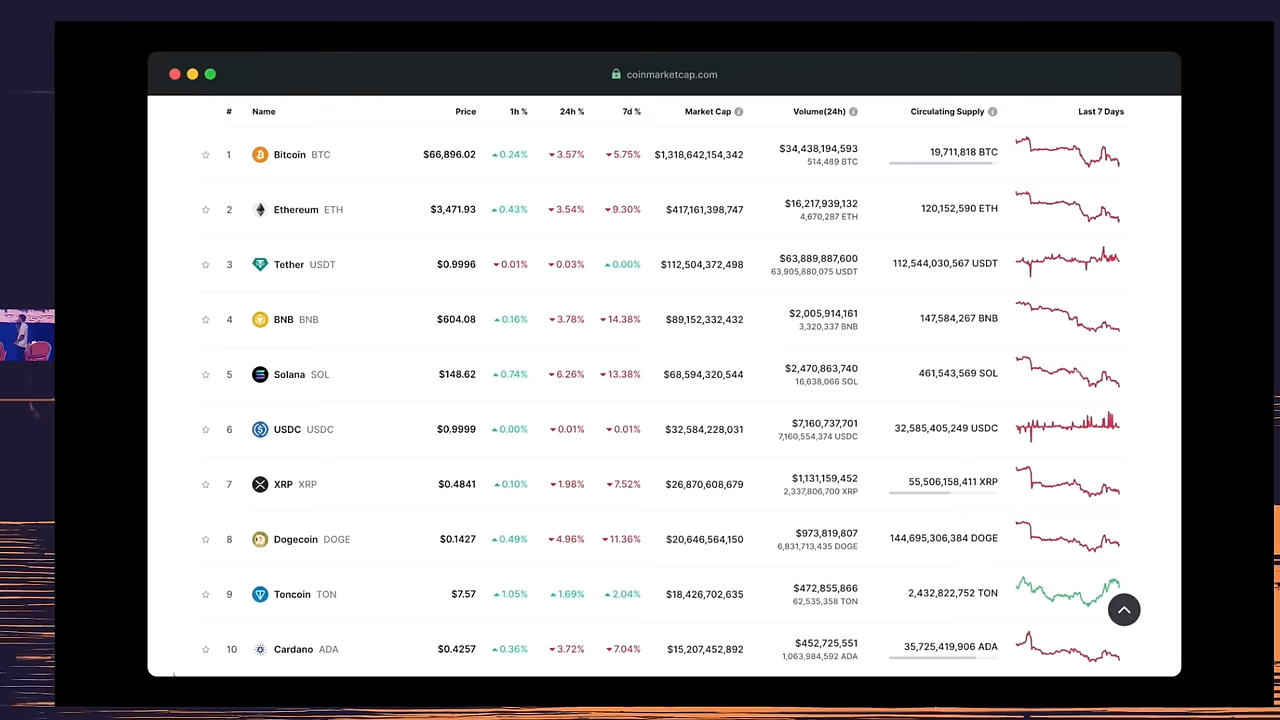 coinmarketcap.com
# Name Price 1h % 24h % 7d % Market Cap Volume(24h) Circulating Supply Last 7 Days
1 Bitcoin BTC $66,896.02 0.24% 3.57% 5.75% $1,318,642,154,342 $34,438,194,593 19,711,818 BTC
514,489 BTC
2 Ethereum ETH $3,471.93 0.43% 3.54% 9.30% $417,161,398,747 $16,217,939,132 120,152,590 ETH
4,670,287 ETH
3 Tether USDT $0.9996 0.01% 0.03% 0.00% $112,504,372,498 $63,889,887,600 112,544,030,567 USDT
63,905,880,075 USDT
4 BNB BNB $604.08 0.16% 3.78% 14.38% $89,152,332,432 $2,005,914,161 147,584,267 BNB
3,320,337 BNB
5 Solana SOL $148.62 0.74% 6.26% 13.38% $68,594,320,544 $2,470,863,740 461,543,569 SOL
16,638,066 SOL
6 USDC USDC $0.9999 0.00% 0.01% 0.01% $32,584,228,031 $7,160,737,701 32,585,405,249 USDC
7,160,554,374 USDC
7 XRP XRP $0.4841 0.10% 1.98% 7.52% $26,870,608,679 $1,131,159,452 55,506,158,411 XRP
2,337,806,700 XRP
8 Dogecoin DOGE $0.1427 0.49% 4.96% 11.36% $20,646,564,150 $973,819,807 144,695,306,384 DOGE
6,831,713,435 DOGE
9 Toncoin TON $7.57 1.05% 1.69% 2.04% $18,426,702,635 $472,855,866 2,432,822,752 TON
62,535,358 TON
10 Cardano ADA $0.4257 0.36% 3.72% 7.04% $15,207,452,892 $452,725,551 35,725,419,906 ADA
1,063,984,592 ADA